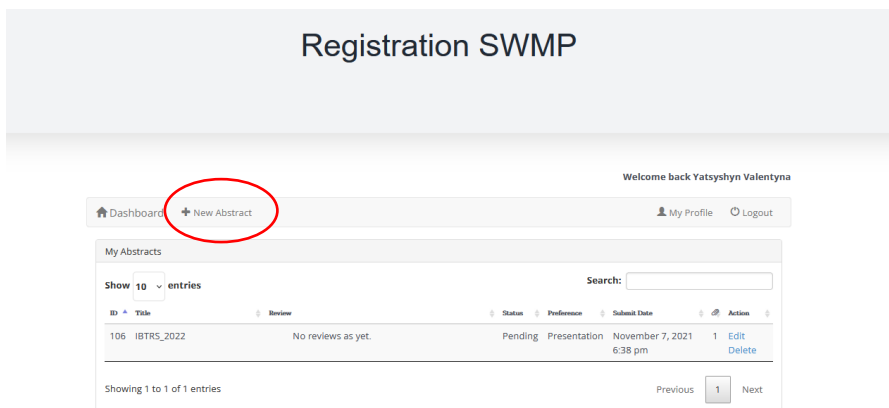 Registration SWMP
Welcome back Yatsyshyn Valentyna
Dashboard New Abstract My Profile Logout
My Abstracts
Show 10 entries Search:
ID Title Review Status Preference Submit Date Action
106 IBTRS_2022 No reviews as yet. Pending Presentation November 7, 2021 1 Edit
6:38 pm Delete
Showing 1 to 1 of 1 entries Previous 1 Next